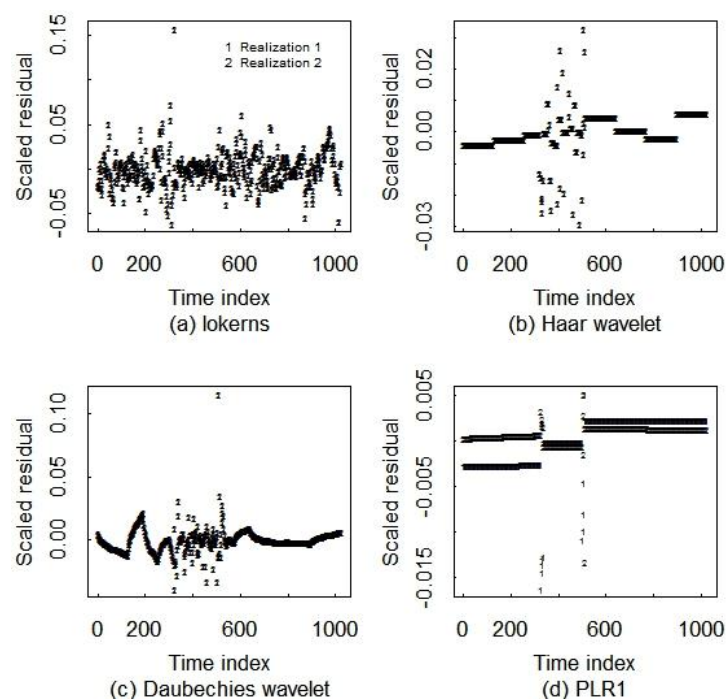 Scaled residual
0.15
0.05
-0.05
1 Realization 1
2 Realization 2
0 200 600 1000
Time index
(a) lokerns
Scaled residual
0.02
0.00
-0.03
0 200 600 1000
Time index
(b) Haar wavelet
Scaled residual
0.10
0.05
0.00
0 200 600 1000
Time index
(c) Daubechies wavelet
Scaled residual
0.005
-0.005
-0.015
0 200 600 1000
Time index
(d) PLR1